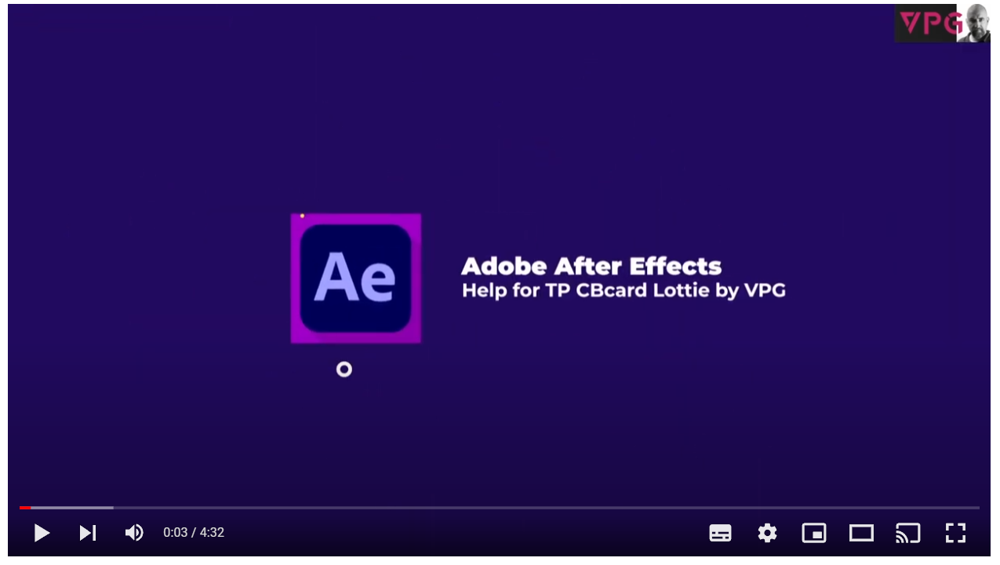 VPG
Ae
Adobe After Effects
Help for TP CBcard Lottie by VPG
0:03 / 4:32